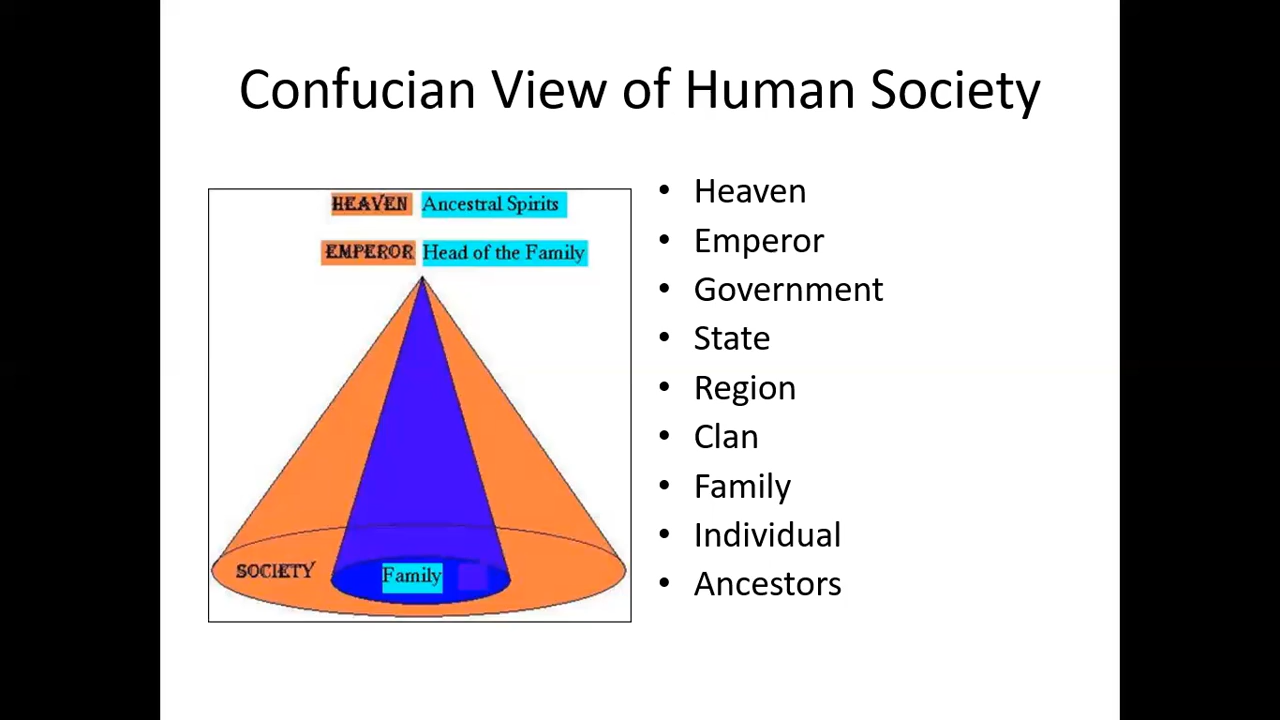 Confucian View of Human Society
HEAVEN Ancestral Spirits
EMPEROR Head of the Family
SOCIETY Family
• Heaven
• Emperor
• Government
• State
• Region
• Clan
• Family
• Individual
• Ancestors